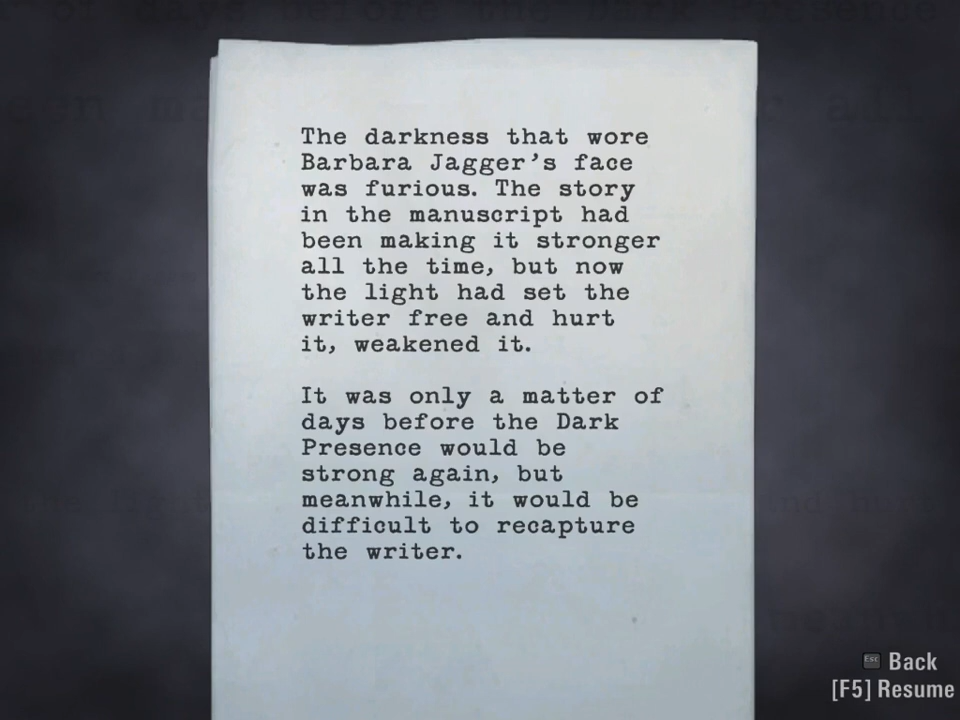 The darkness that wore
Barbara Jagger's face
was furious. The story
in the manuscript had
been making it stronger
all the time, but now
the light had set the
writer free and hurt
it, weakened it.
It was only a matter of
days before the Dark
Presence would be
strong again, but
meanwhile, it would be
difficult to recapture
the writer.
Esc Back
[F5] Resume